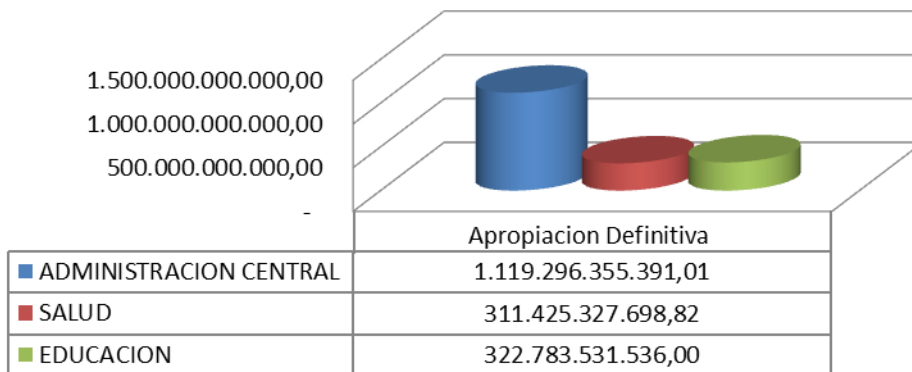 1.500.000.000.000,00
1.000.000.000.000,00
500.000.000.000,00
-
Apropiacion Definitiva
ADMINISTRACION CENTRAL 1.119.296.355.391,01
SALUD 311.425.327.698,82
EDUCACION 322.783.531.536,00